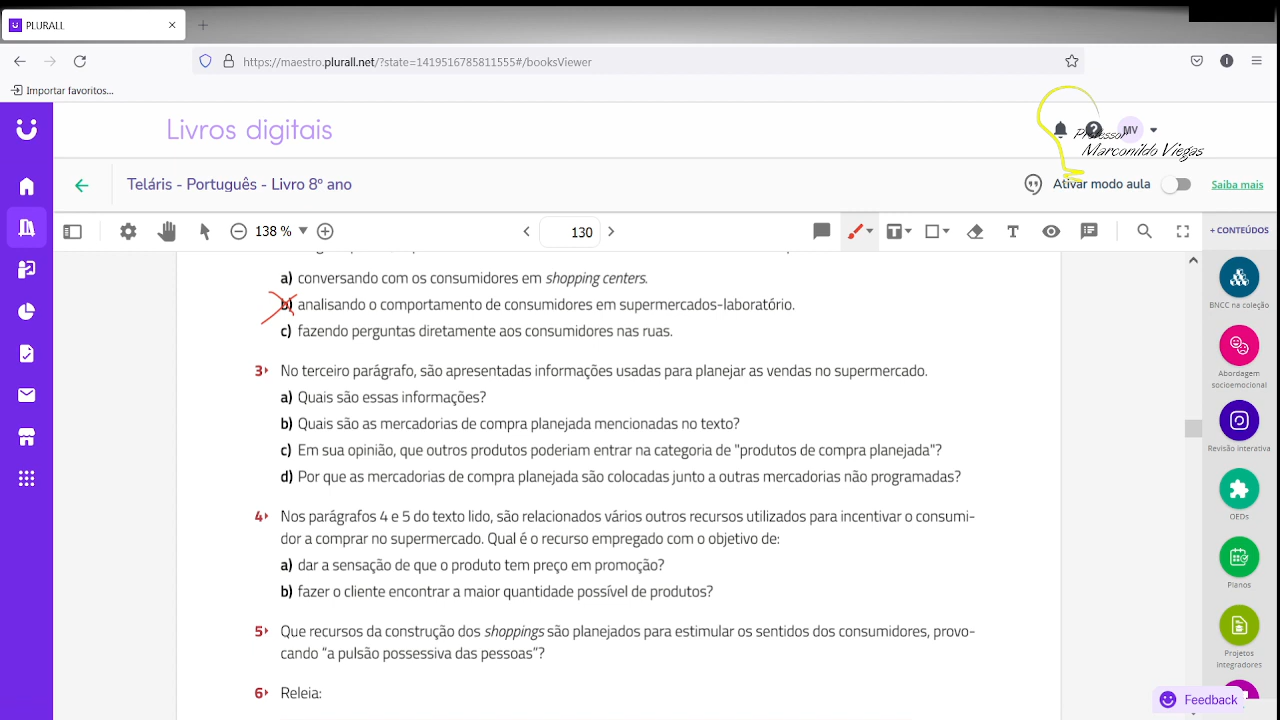 PLURALL
https://maestro.plurall.net/?state=1419516785811555#/booksViewer
Importar favoritos...
Livros digitais
MV
Professor
Marconildo Viegas
Teláris - Português - Livro 8º ano
Ativar modo aula
Saiba mais
138 %
130
+ CONTEÚDOS
a) conversando com os consumidores em shopping centers.
b) analisando o comportamento de consumidores em supermercados-laboratório.
c) fazendo perguntas diretamente aos consumidores nas ruas.
3 No terceiro parágrafo, são apresentadas informações usadas para planejar as vendas no supermercado.
a) Quais são essas informações?
b) Quais são as mercadorias de compra planejada mencionadas no texto?
c) Em sua opinião, que outros produtos poderiam entrar na categoria de "produtos de compra planejada"?
d) Por que as mercadorias de compra planejada são colocadas junto a outras mercadorias não programadas?
4 Nos parágrafos 4 e 5 do texto lido, são relacionados vários outros recursos utilizados para incentivar o consumi-
dor a comprar no supermercado. Qual é o recurso empregado com o objetivo de:
a) dar a sensação de que o produto tem preço em promoção?
b) fazer o cliente encontrar a maior quantidade possível de produtos?
5 Que recursos da construção dos shoppings são planejados para estimular os sentidos dos consumidores, provo-
cando “a pulsão possessiva das pessoas”?
6 Releia:
BNCC na coleção
Abordagem
socioemocional
Revisão interativa
OEDs
Planos
Projetos
integradores
Feedback